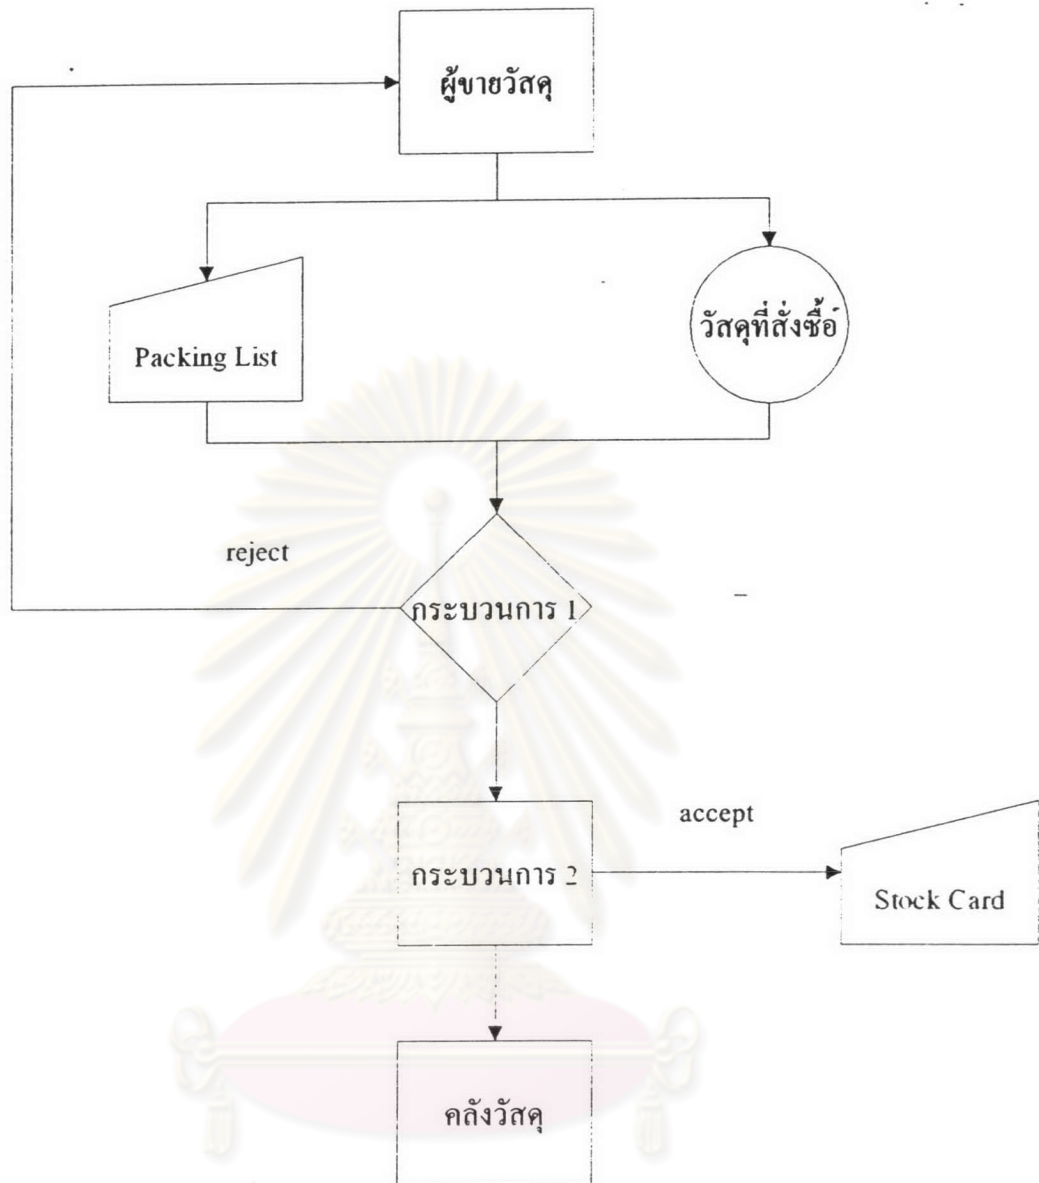 ผู้ขายวัสดุ
Packing List
วัสดุที่สั่งซื้อ
reject
กระบวนการ 1
accept
กระบวนการ 2
Stock Card
คลังวัสดุ